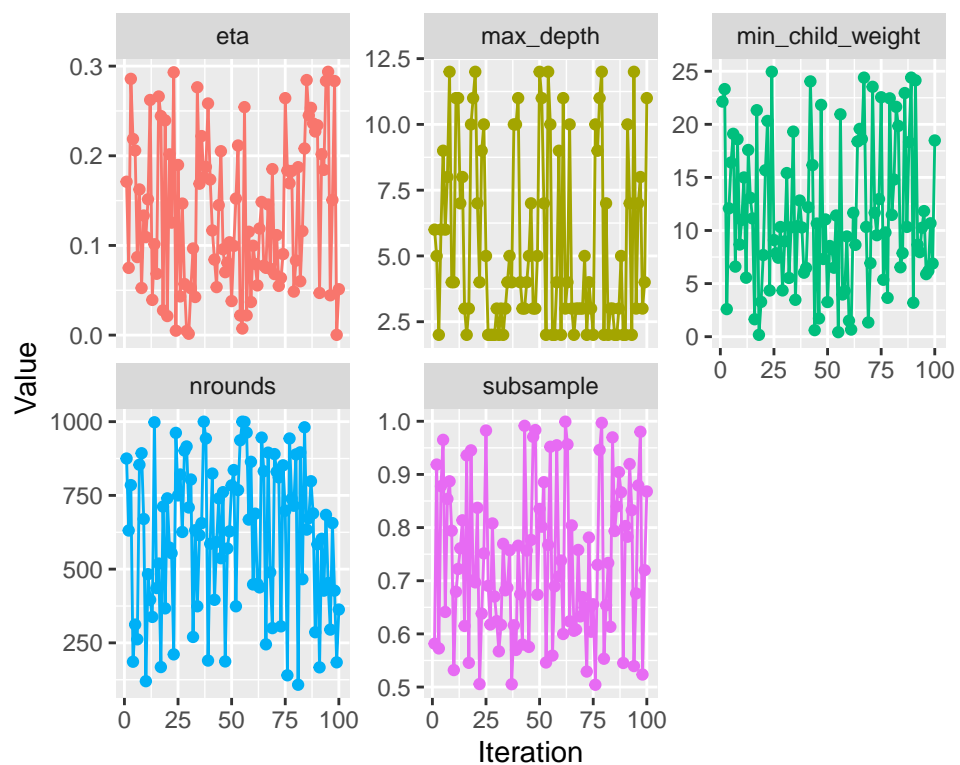 eta max_depth min_child_weight
0.3 0.2 0.1 0.0
12.5 10.0 7.5 5.0 2.5
25 20 15 10 5 0
0 25 50 75 100
nrounds subsample
1000 750 500 250
1.0 0.9 0.8 0.7 0.6 0.5
0 25 50 75 100 0 25 50 75 100
Value
Iteration